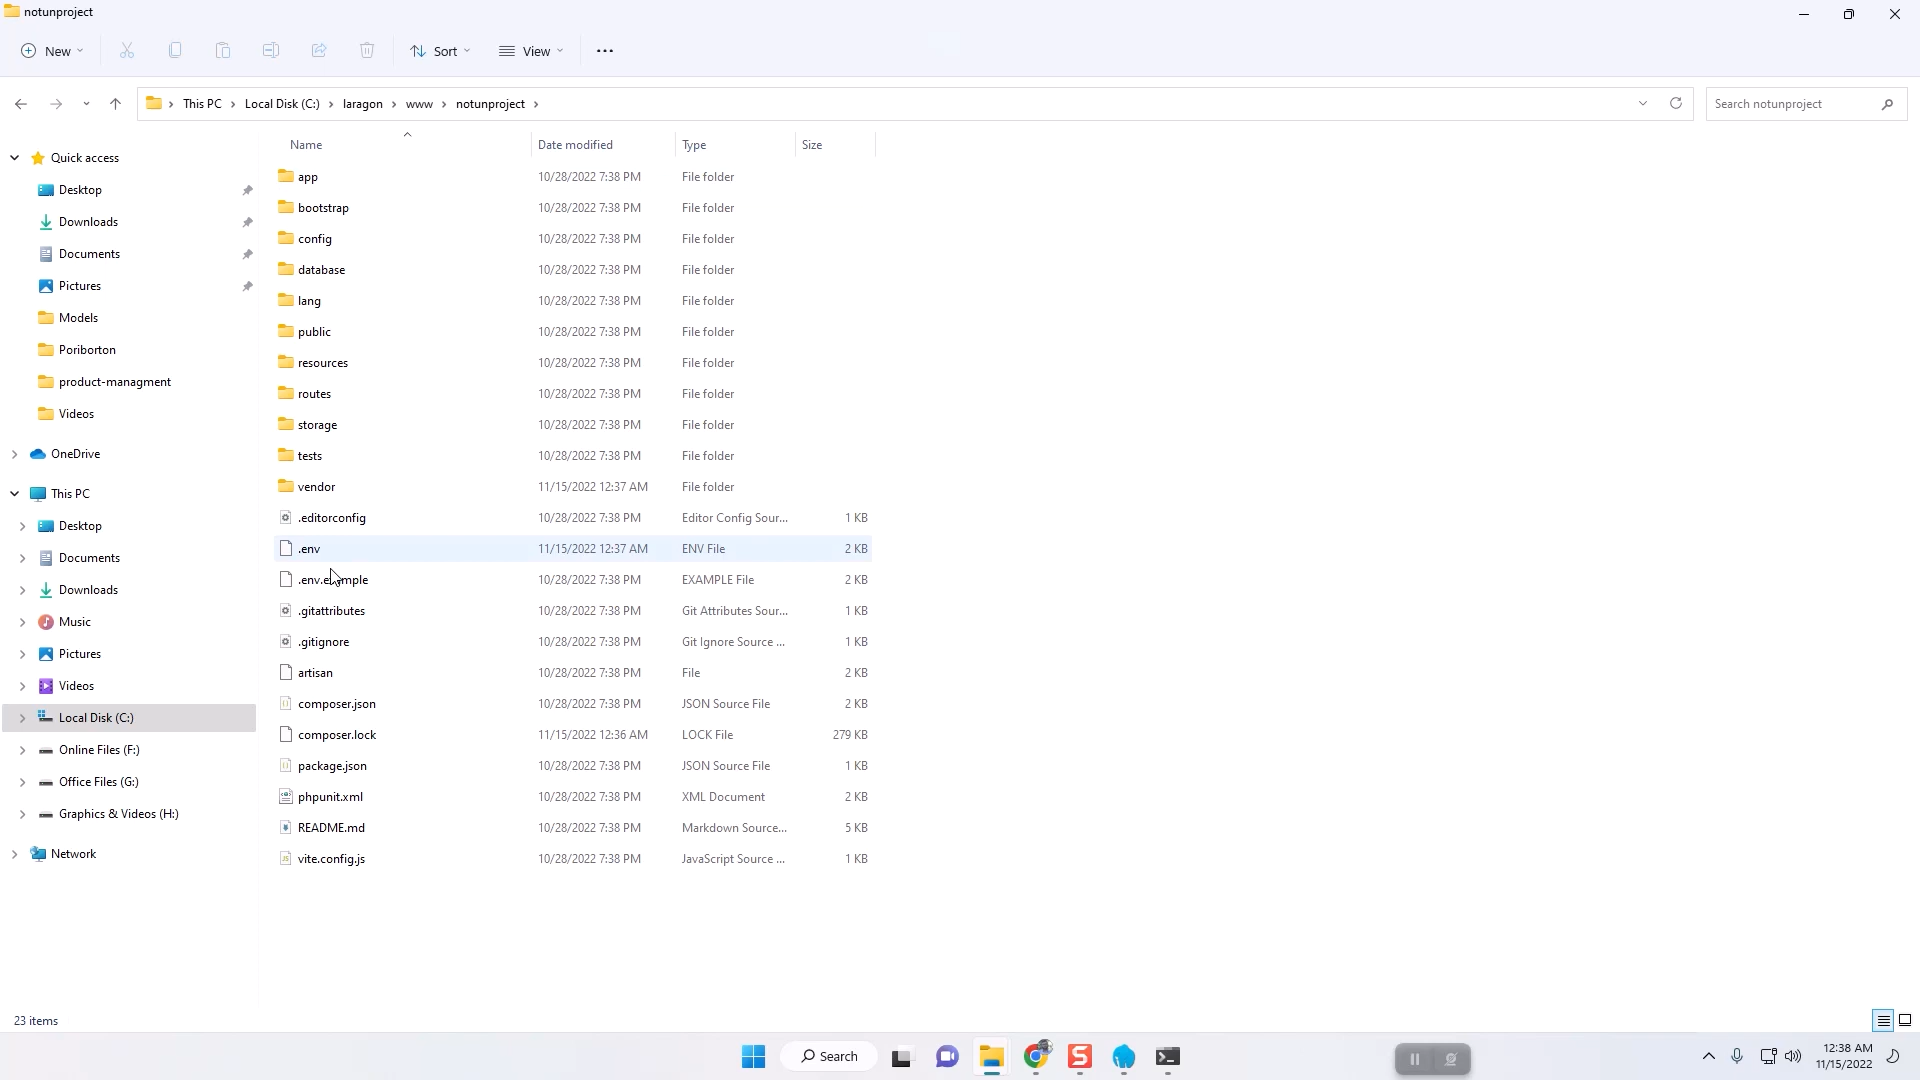 notunproject
New
Sort
View
This PC
Local Disk (C:)
laragon
www
notunproject
Search notunproject
Name
Date modified
Type
Size
Quick access
Desktop
Downloads
Documents
Pictures
Models
Poriborton
product-managment
Videos
OneDrive
This PC
Desktop
Documents
Downloads
Music
Pictures
Videos
Local Disk (C:)
Online Files (F:)
Office Files (G:)
Graphics & Videos (H:)
Network
app 10/28/2022 7:38 PM File folder
bootstrap 10/28/2022 7:38 PM File folder
config 10/28/2022 7:38 PM File folder
database 10/28/2022 7:38 PM File folder
lang 10/28/2022 7:38 PM File folder
public 10/28/2022 7:38 PM File folder
resources 10/28/2022 7:38 PM File folder
routes 10/28/2022 7:38 PM File folder
storage 10/28/2022 7:38 PM File folder
tests 10/28/2022 7:38 PM File folder
vendor 11/15/2022 12:37 AM File folder
.editorconfig 10/28/2022 7:38 PM Editor Config Sour... 1 KB
.env 11/15/2022 12:37 AM ENV File 2 KB
.env.example 10/28/2022 7:38 PM EXAMPLE File 2 KB
.gitattributes 10/28/2022 7:38 PM Git Attributes Sour... 1 KB
.gitignore 10/28/2022 7:38 PM Git Ignore Source ... 1 KB
artisan 10/28/2022 7:38 PM File 2 KB
composer.json 10/28/2022 7:38 PM JSON Source File 2 KB
composer.lock 11/15/2022 12:36 AM LOCK File 279 KB
package.json 10/28/2022 7:38 PM JSON Source File 1 KB
phpunit.xml 10/28/2022 7:38 PM XML Document 2 KB
README.md 10/28/2022 7:38 PM Markdown Source... 5 KB
vite.config.js 10/28/2022 7:38 PM JavaScript Source ... 1 KB
23 items
Search
12:38 AM
11/15/2022